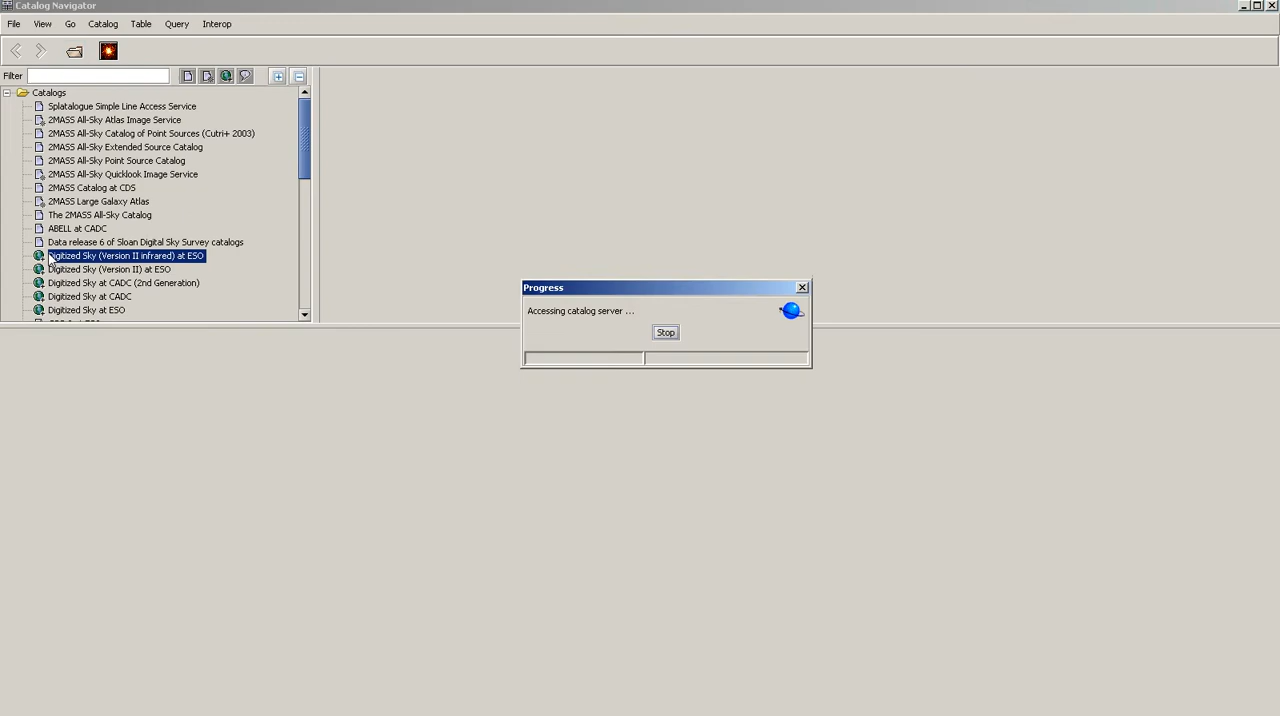 Catalog Navigator
File View Go Catalog Table Query Interop
Filter
Catalogs
Splatalogue Simple Line Access Service
2MASS All-Sky Atlas Image Service
2MASS All-Sky Catalog of Point Sources (Cutri+ 2003)
2MASS All-Sky Extended Source Catalog
2MASS All-Sky Point Source Catalog
2MASS All-Sky Quicklook Image Service
2MASS Catalog at CDS
2MASS Large Galaxy Atlas
The 2MASS All-Sky Catalog
ABELL at CADC
Data release 6 of Sloan Digital Sky Survey catalogs
Digitized Sky (Version II infrared) at ESO
Digitized Sky (Version II) at ESO
Digitized Sky at CADC (2nd Generation)
Digitized Sky at CADC
Digitized Sky at ESO
Progress
Accessing catalog server ...
Stop